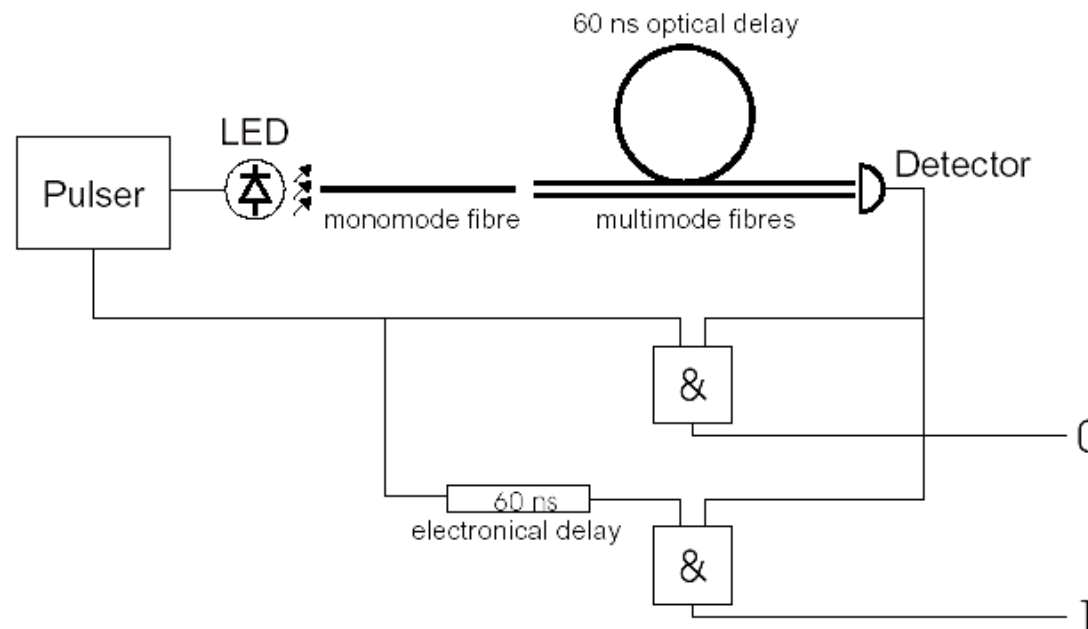 60 ns optical delay
LED
Detector
Pulser
monomode fibre
multimode fibres
&
60 ns
electronical delay
&